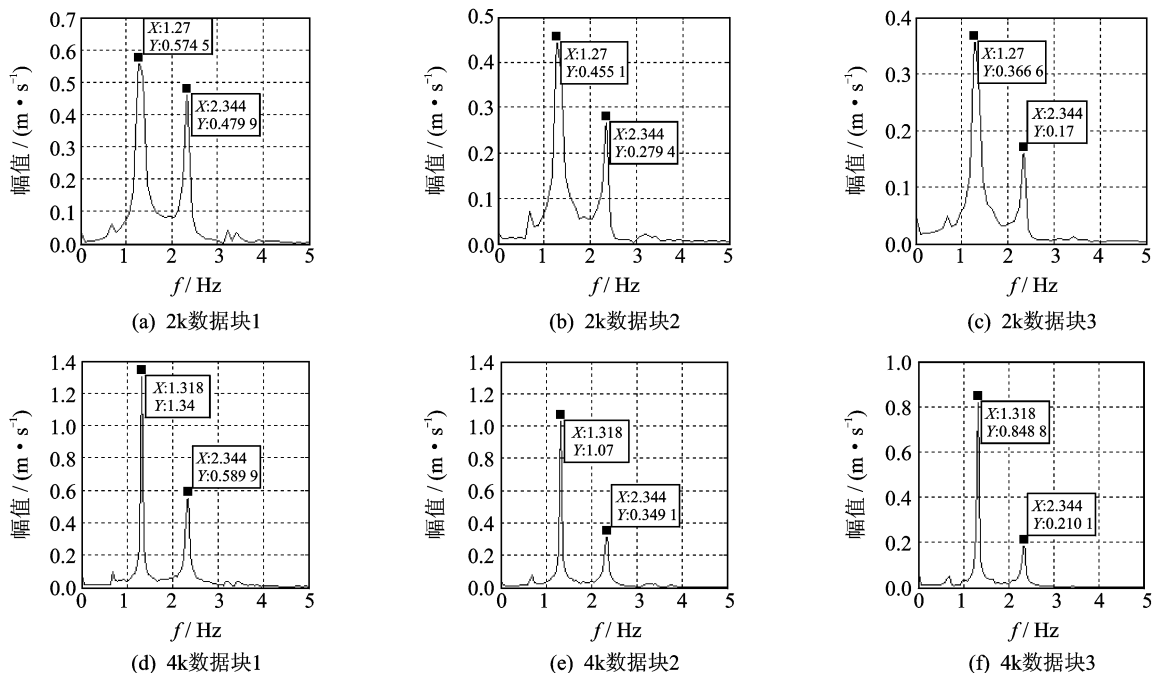 0.7
0.6
0.5
0.4
0.3
0.2
0.1
0.0
幅值 / (m·s⁻¹)
X:1.27
Y:0.574 5
X:2.344
Y:0.479 9
0 1 2 3 4 5
f / Hz
(a) 2k数据块1
0.5
0.4
0.3
0.2
0.1
0.0
幅值 / (m·s⁻¹)
X:1.27
Y:0.455 1
X:2.344
Y:0.279 4
0 1 2 3 4 5
f / Hz
(b) 2k数据块2
0.4
0.3
0.2
0.1
0.0
幅值 / (m·s⁻¹)
X:1.27
Y:0.366 6
X:2.344
Y:0.17
0 1 2 3 4 5
f / Hz
(c) 2k数据块3
1.4
1.2
1.0
0.8
0.6
0.4
0.2
0.0
幅值 / (m·s⁻¹)
X:1.318
Y:1.34
X:2.344
Y:0.589 9
0 1 2 3 4 5
f / Hz
(d) 4k数据块1
1.4
1.2
1.0
0.8
0.6
0.4
0.2
0.0
幅值 / (m·s⁻¹)
X:1.318
Y:1.07
X:2.344
Y:0.349 1
0 1 2 3 4 5
f / Hz
(e) 4k数据块2
1.0
0.8
0.6
0.4
0.2
0.0
幅值 / (m·s⁻¹)
X:1.318
Y:0.848 8
X:2.344
Y:0.210 1
0 1 2 3 4 5
f / Hz
(f) 4k数据块3